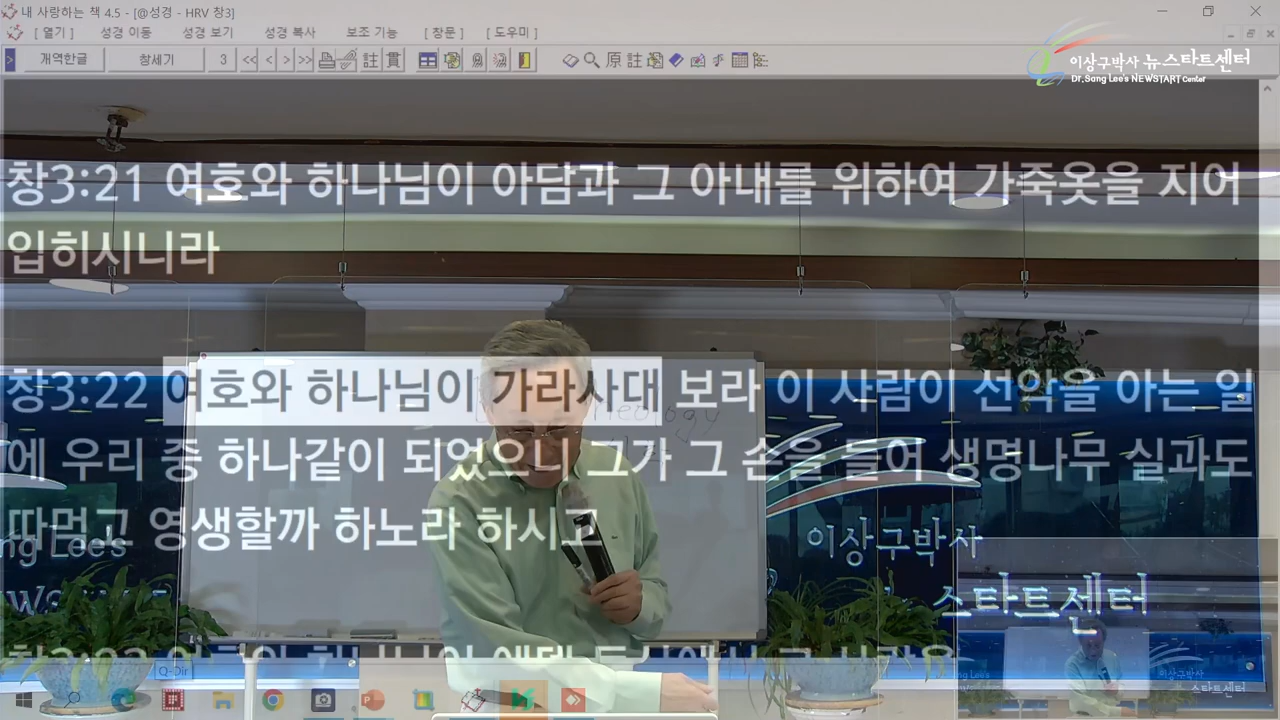 내 사랑하는 책 4.5 - [@성경 - HRV 창3]
[ 열기 ] 성경 이동 성경 보기 성경 복사 보조 기능 [ 창문 ] [ 도우미 ]
개역한글 창세기 3 << < > >> 註 貫 原 註
이상구박사 뉴스타트센터
Dr. Sang Lee's NEWSTART Center
창3:21 여호와 하나님이 아담과 그 아내를 위하여 가죽옷을 지어
입히시니라
창3:22 여호와 하나님이 가라사대 보라 이 사람이 선악을 아는 일
에 우리 중 하나같이 되었으니 그가 그 손을 들어 생명나무 실과도
따먹고 영생할까 하노라 하시고
ng Lee's
이상구박사
스타트센터
Q-Dir